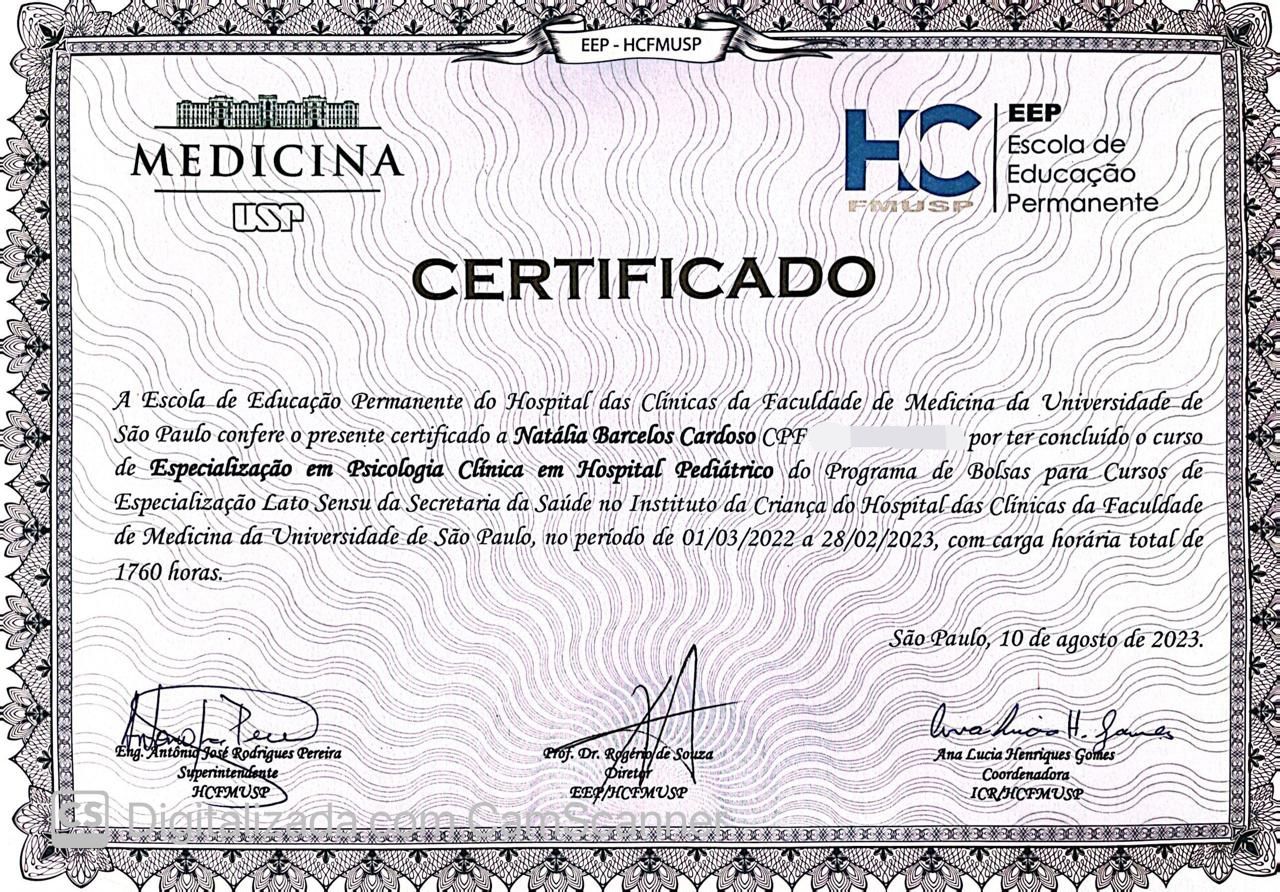 EEP - HCFMUSP
MEDICINA
USP
HC
FMUSP
EEP
Escola de
Educação
Permanente
CERTIFICADO
A Escola de Educação Permanente do Hospital das Clínicas da Faculdade de Medicina da Universidade de
São Paulo confere o presente certificado a Natália Barcelos Cardoso CPF por ter concluído o curso
de Especialização em Psicologia Clínica em Hospital Pediátrico do Programa de Bolsas para Cursos de
Especialização Lato Sensu da Secretaria da Saúde no Instituto da Criança do Hospital das Clínicas da Faculdade
de Medicina da Universidade de São Paulo, no período de 01/03/2022 a 28/02/2023, com carga horária total de
1760 horas.
São Paulo, 10 de agosto de 2023.
Eng. Antônio José Rodrigues Pereira
Superintendente
HCFMUSP
Prof. Dr. Rogério de Souza
Diretor
EEP/HCFMUSP
Ana Lucia Henriques Gomes
Coordenadora
ICR/HCFMUSP
CS Digitalizada com CamScanner